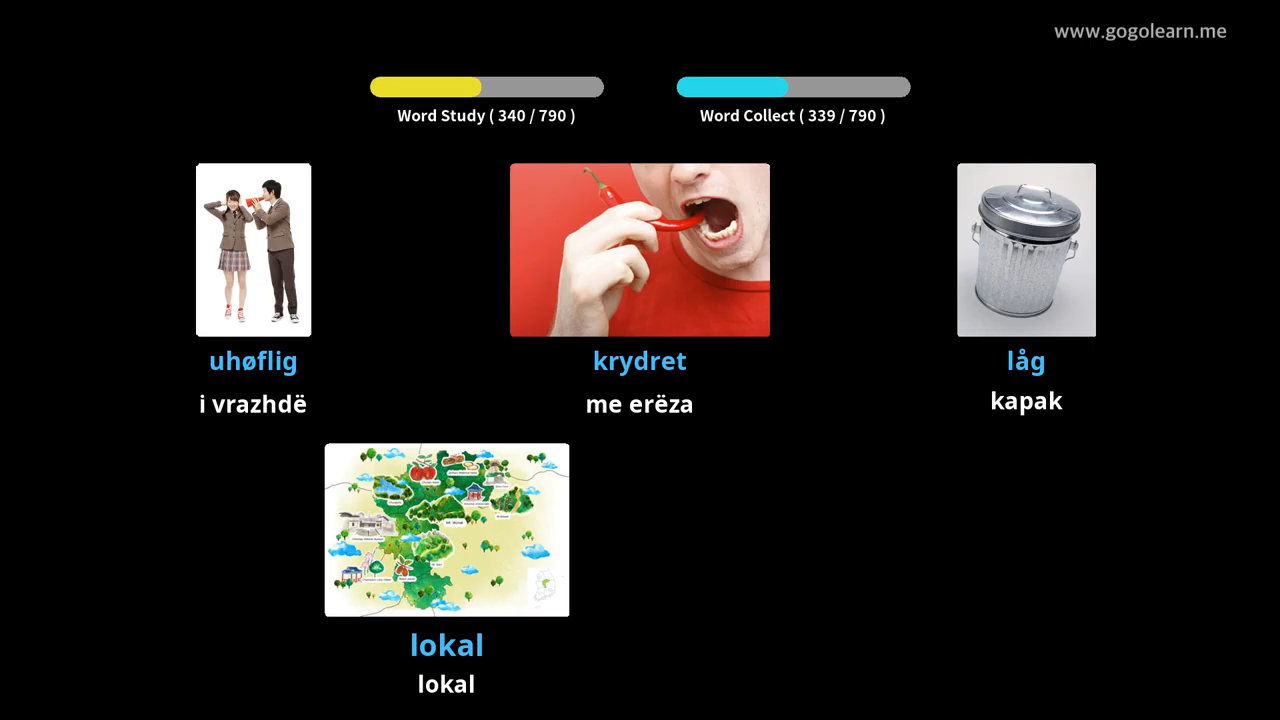 www.gogolearn.me
Word Study ( 340 / 790 )
Word Collect ( 339 / 790 )
uhøflig
krydret
låg
i vrazhdë
me erëza
kapak
lokal
lokal